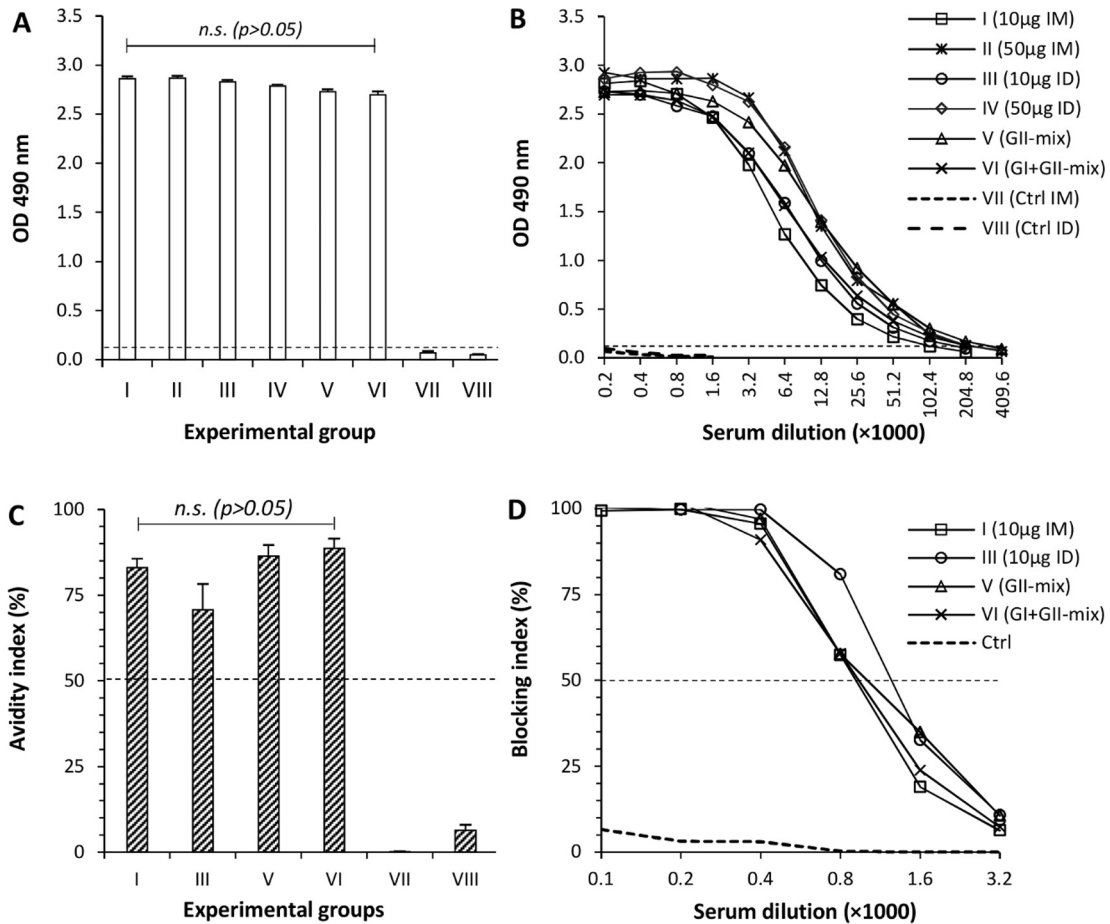 A
n.s. (p>0.05)
OD 490 nm
3.5
3.0
2.5
2.0
1.5
1.0
0.5
0.0
I II III IV V VI VII VIII
Experimental group
B
OD 490 nm
3.5
3.0
2.5
2.0
1.5
1.0
0.5
0.0
0.2 0.4 0.8 1.6 3.2 6.4 12.8 25.6 51.2 102.4 204.8 409.6
Serum dilution (×1000)
I (10µg IM)
II (50µg IM)
III (10µg ID)
IV (50µg ID)
V (GII-mix)
VI (GI+GII-mix)
VII (Ctrl IM)
VIII (Ctrl ID)
C
n.s. (p>0.05)
Avidity index (%)
100
75
50
25
0
I III V VI VII VIII
Experimental groups
D
Blocking index (%)
100
75
50
25
0
0.1 0.2 0.4 0.8 1.6 3.2
Serum dilution (×1000)
I (10µg IM)
III (10µg ID)
V (GII-mix)
VI (GI+GII-mix)
Ctrl